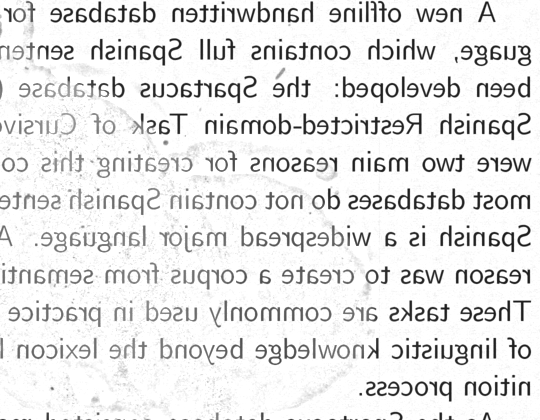 A new offline handwritten database for
guage, which contains full Spanish senten
been developed: the Spartacus database (
Spanish Restricted-domain Task of Cursiv
were two main reasons for creating this co
most databases do not contain Spanish sente
Spanish is a widespread major language. A
reason was to create a corpus from semanti
These tasks are commonly used in practice
of linguistic knowledge beyond the lexicon
nition process.